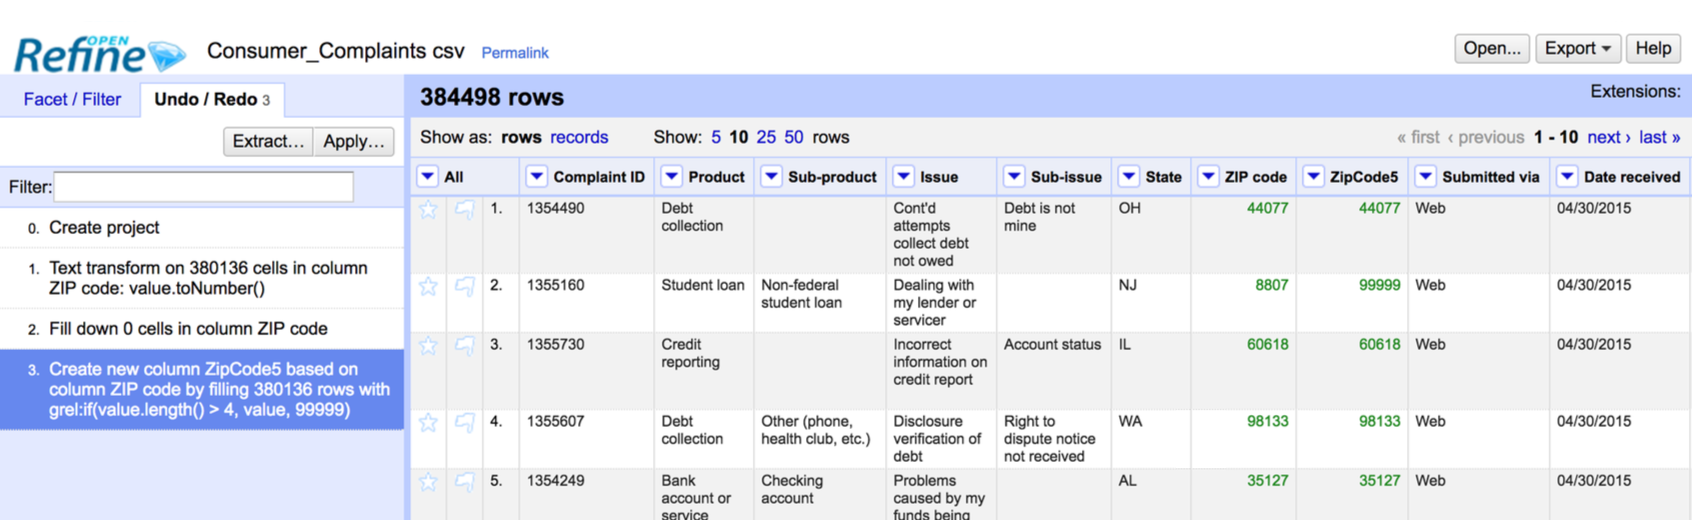 OPEN
Refine Consumer_Complaints csv Permalink Open... Export Help
Facet / Filter Undo / Redo 3 384498 rows Extensions:
Extract... Apply... Show as: rows records Show: 5 10 25 50 rows « first ‹ previous 1 - 10 next › last »
Filter:
All Complaint ID Product Sub-product Issue Sub-issue State ZIP code ZipCode5 Submitted via Date received
0. Create project
1. Text transform on 380136 cells in column
ZIP code: value.toNumber()
2. Fill down 0 cells in column ZIP code
3. Create new column ZipCode5 based on
column ZIP code by filling 380136 rows with
grel:if(value.length() > 4, value, 99999)
1. 1354490 Debt Cont'd Debt is not OH 44077 44077 Web 04/30/2015
collection attempts mine
collect debt
not owed
2. 1355160 Student loan Non-federal Dealing with NJ 8807 99999 Web 04/30/2015
student loan my lender or
servicer
3. 1355730 Credit Incorrect Account status IL 60618 60618 Web 04/30/2015
reporting information on
credit report
4. 1355607 Debt Other (phone, Disclosure Right to WA 98133 98133 Web 04/30/2015
collection health club, etc.) verification of dispute notice
debt not received
5. 1354249 Bank Checking Problems AL 35127 35127 Web 04/30/2015
account or account caused by my
service funds being